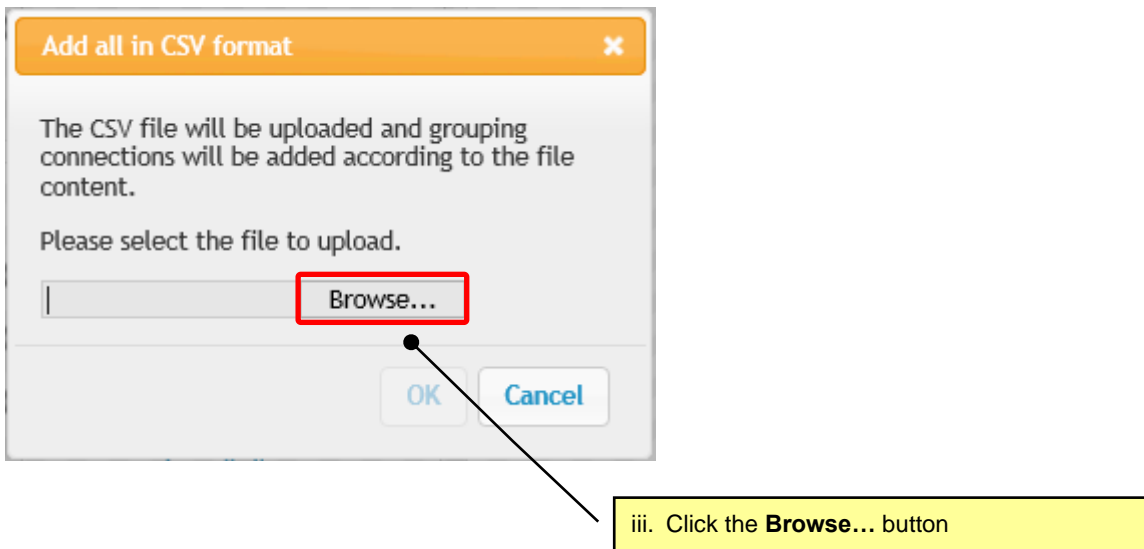 Add all in CSV format
The CSV file will be uploaded and grouping
connections will be added according to the file
content.
Please select the file to upload.
Browse...
OK
Cancel
iii. Click the Browse... button